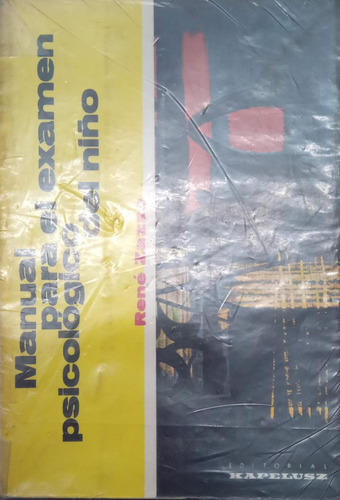 Manual
para el examen
psicológico
del niño
René Zazzo
EDITORIAL
KAPELUSZ